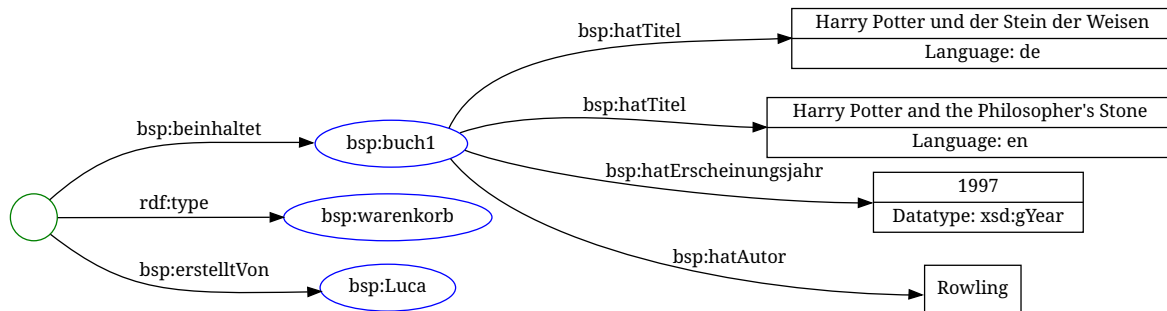 bsp:hatTitel
Harry Potter und der Stein der Weisen
Language: de
bsp:hatTitel
Harry Potter and the Philosopher's Stone
Language: en
bsp:beinhaltet
bsp:buch1
bsp:hatErscheinungsjahr
1997
Datatype: xsd:gYear
rdf:type
bsp:warenkorb
bsp:hatAutor
Rowling
bsp:erstelltVon
bsp:Luca